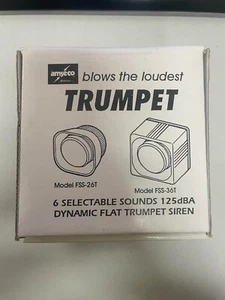 amseco
blows the loudest
TRUMPET
Model FSS-26T
Model FSS-36T
6 SELECTABLE SOUNDS 125dBA
DYNAMIC FLAT TRUMPET SIREN